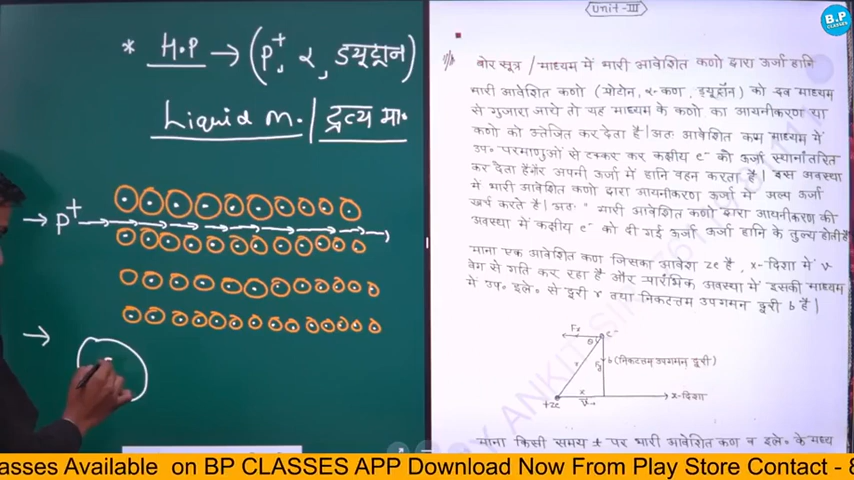 * H.P → (P⁺, α, ड्यूट्रान)
Liquid m. | द्रव्य मा॰
→ P⁺
→
Unit-III
B.P
CLASSES
बोर सूत्र / माध्यम में भारी आवेशित कणो द्वारा ऊर्जा हानि
भारी आवेशित कणो (प्रोटोन, α-कण, ड्यूट्रॉन) को द्रव माध्यम
से गुजारा जाये तो यह माध्यम के कणो का आयनीकरण या
कणो को उत्तेजित कर देता है। अतः आवेशित कण माध्यम में
उप॰ परमाणुओं से टक्कर कर कक्षीय e⁻ को ऊर्जा स्थानांतरित
कर देता है और अपनी ऊर्जा में हानि वहन करता है। इस अवस्था
में भारी आवेशित कणो द्वारा आयनीकरण ऊर्जा में अल्प ऊर्जा
खर्च करते है। अतः भारी आवेशित कणो द्वारा आयनीकरण की
अवस्था में कक्षीय e⁻ को दी गई ऊर्जा ऊर्जा हानि के तुल्य होती है
माना एक आवेशित कण जिसका आवेश ze है, x-दिशा में v
वेग से गति कर रहा है और प्रारंभिक अवस्था में इसकी माध्यम
में उप॰ इले॰ से दूरी r तथा निकटतम उपगमन दूरी b है।
Fx
e⁻
θ
r
Fy
b (निकटतम उपगमन दूरी)
x
+ze
v
x-दिशा
माना किसी समय t पर भारी आवेशित कण व इले॰ के मध्य
asses Available on BP CLASSES APP Download Now From Play Store Contact - 8